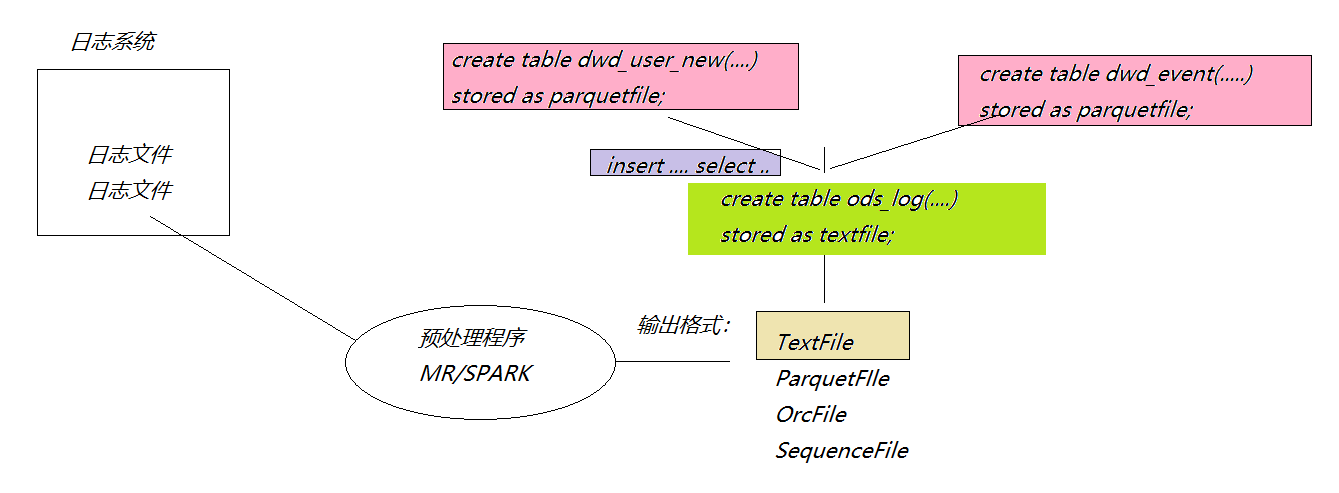 日志系统
日志文件
日志文件
create table dwd_user_new(....)
stored as parquetfile;
create table dwd_event(.....)
stored as parquetfile;
insert .... select ..
create table ods_log(....)
stored as textfile;
预处理程序
MR/SPARK
输出格式：
TextFile
ParquetFIle
OrcFile
SequenceFile